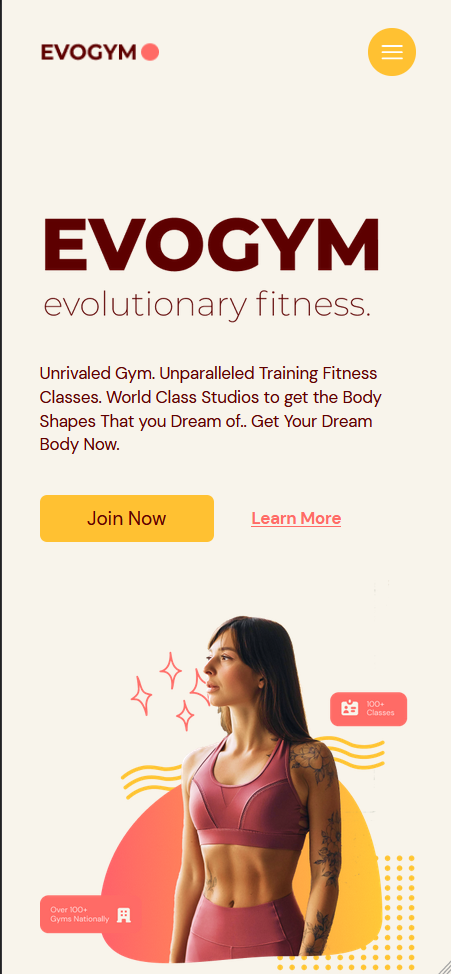 EVOGYM
EVOGYM
evolutionary fitness.
Unrivaled Gym. Unparalleled Training Fitness
Classes. World Class Studios to get the Body
Shapes That you Dream of.. Get Your Dream
Body Now.
Join Now
Learn More
100+
Classes
Over 100+
Gyms Nationally